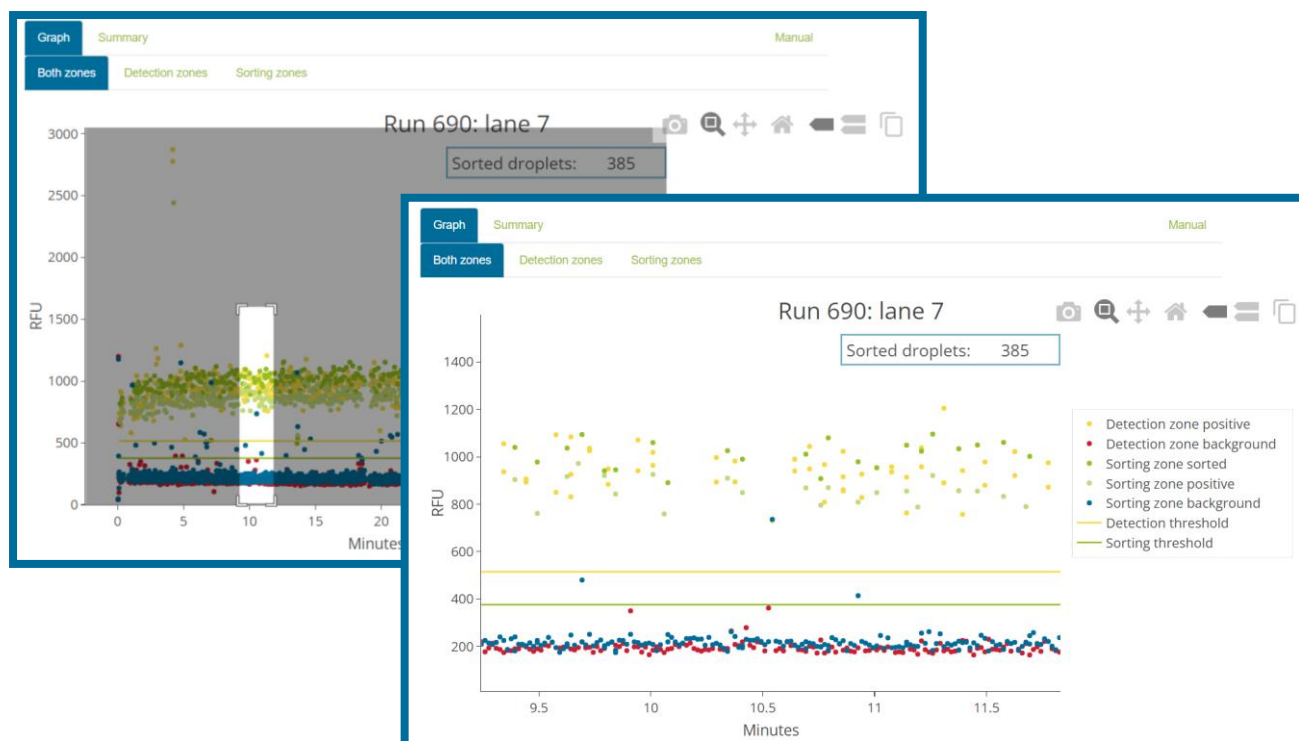 Graph Summary Manual
Both zones Detection zones Sorting zones
Run 690: lane 7
Sorted droplets: 385
3000
2500
2000
1500
1000
500
0
RFU
0 5 10 15 20
Minutes
Graph Summary Manual
Both zones Detection zones Sorting zones
Run 690: lane 7
Sorted droplets: 385
1400
1200
1000
800
600
400
200
RFU
9.5 10 10.5 11 11.5
Minutes
Detection zone positive
Detection zone background
Sorting zone sorted
Sorting zone positive
Sorting zone background
Detection threshold
Sorting threshold